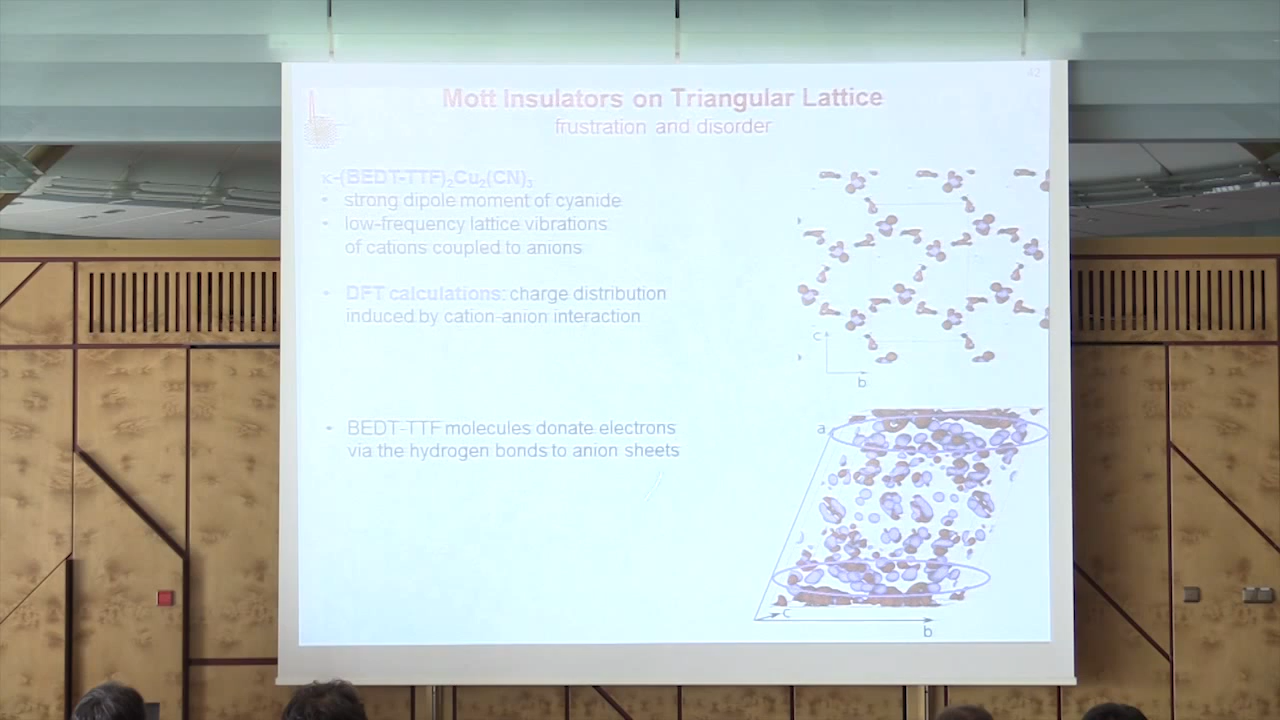 42
Mott Insulators on Triangular Lattice
frustration and disorder
κ-(BEDT-TTF)₂Cu₂(CN)₃
• strong dipole moment of cyanide
• low-frequency lattice vibrations
of cations coupled to anions
• DFT calculations: charge distribution
induced by cation-anion interaction
c
b
• BEDT-TTF molecules donate electrons
via the hydrogen bonds to anion sheets
a
c
b